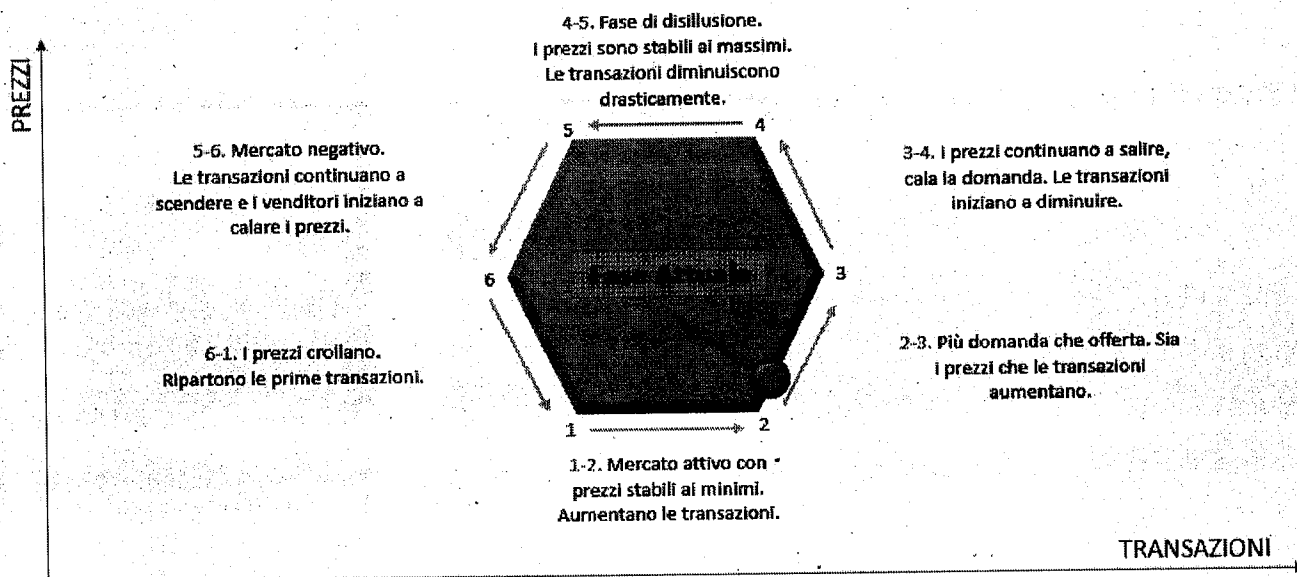 PREZZI
4-5. Fase di disillusione.
I prezzi sono stabili ai massimi.
Le transazioni diminuiscono
drasticamente.
5
4
5-6. Mercato negativo.
Le transazioni continuano a
scendere e i venditori iniziano a
calare i prezzi.
3-4. I prezzi continuano a salire,
cala la domanda. Le transazioni
iniziano a diminuire.
6
Fase Attuale
3
6-1. I prezzi crollano.
Ripartono le prime transazioni.
2-3. Più domanda che offerta. Sia
i prezzi che le transazioni
aumentano.
1
2
1-2. Mercato attivo con
prezzi stabili ai minimi.
Aumentano le transazioni.
TRANSAZIONI